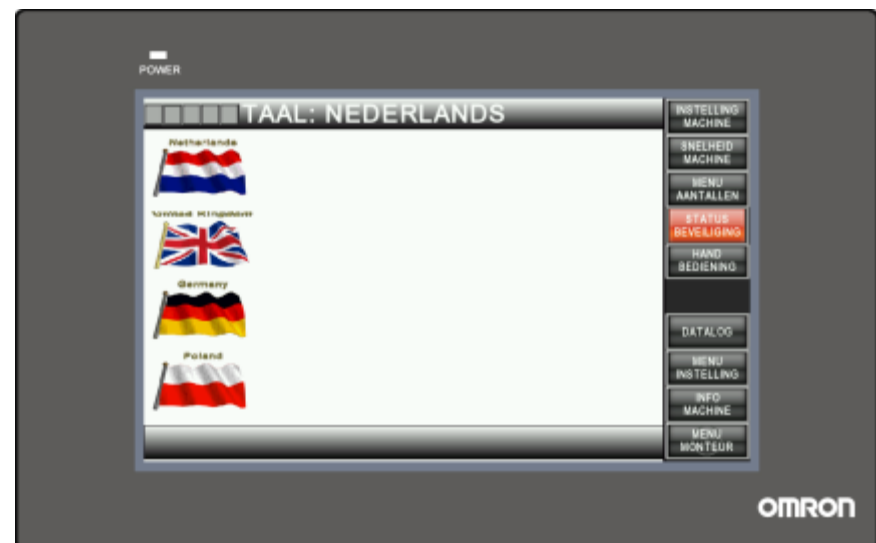 POWER
TAAL: NEDERLANDS
Netherlands
United Kingdom
Germany
Poland
INSTELLING
MACHINE
SNELHEID
MACHINE
MENU
AANTALLEN
STATUS
BEVEILIGING
HAND
BEDIENING
DATALOG
MENU
INSTELLING
INFO
MACHINE
MENU
MONTEUR
OMRON